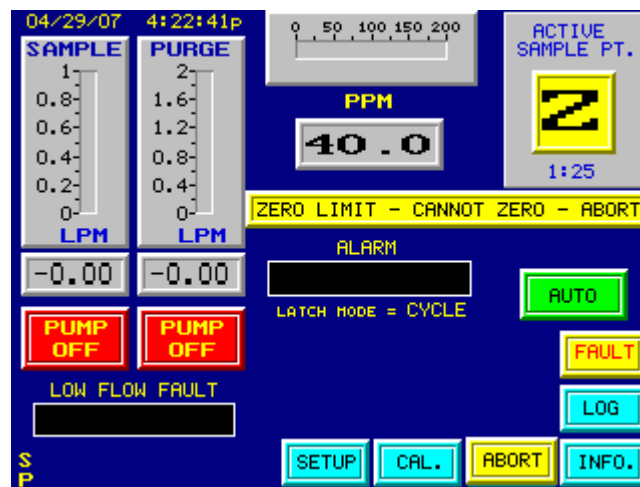 04/29/07 4:22:41p
SAMPLE
1
0.8
0.6
0.4
0.2
0
LPM
-0.00
PUMP
OFF
PURGE
2
1.6
1.2
0.8
0.4
0
LPM
-0.00
PUMP
OFF
LOW FLOW FAULT
S
P
0 50 100 150 200
PPM
40.0
ACTIVE
SAMPLE PT.
Z
1:25
ZERO LIMIT - CANNOT ZERO - ABORT
ALARM
LATCH MODE = CYCLE
AUTO
FAULT
LOG
SETUP
CAL.
ABORT
INFO.